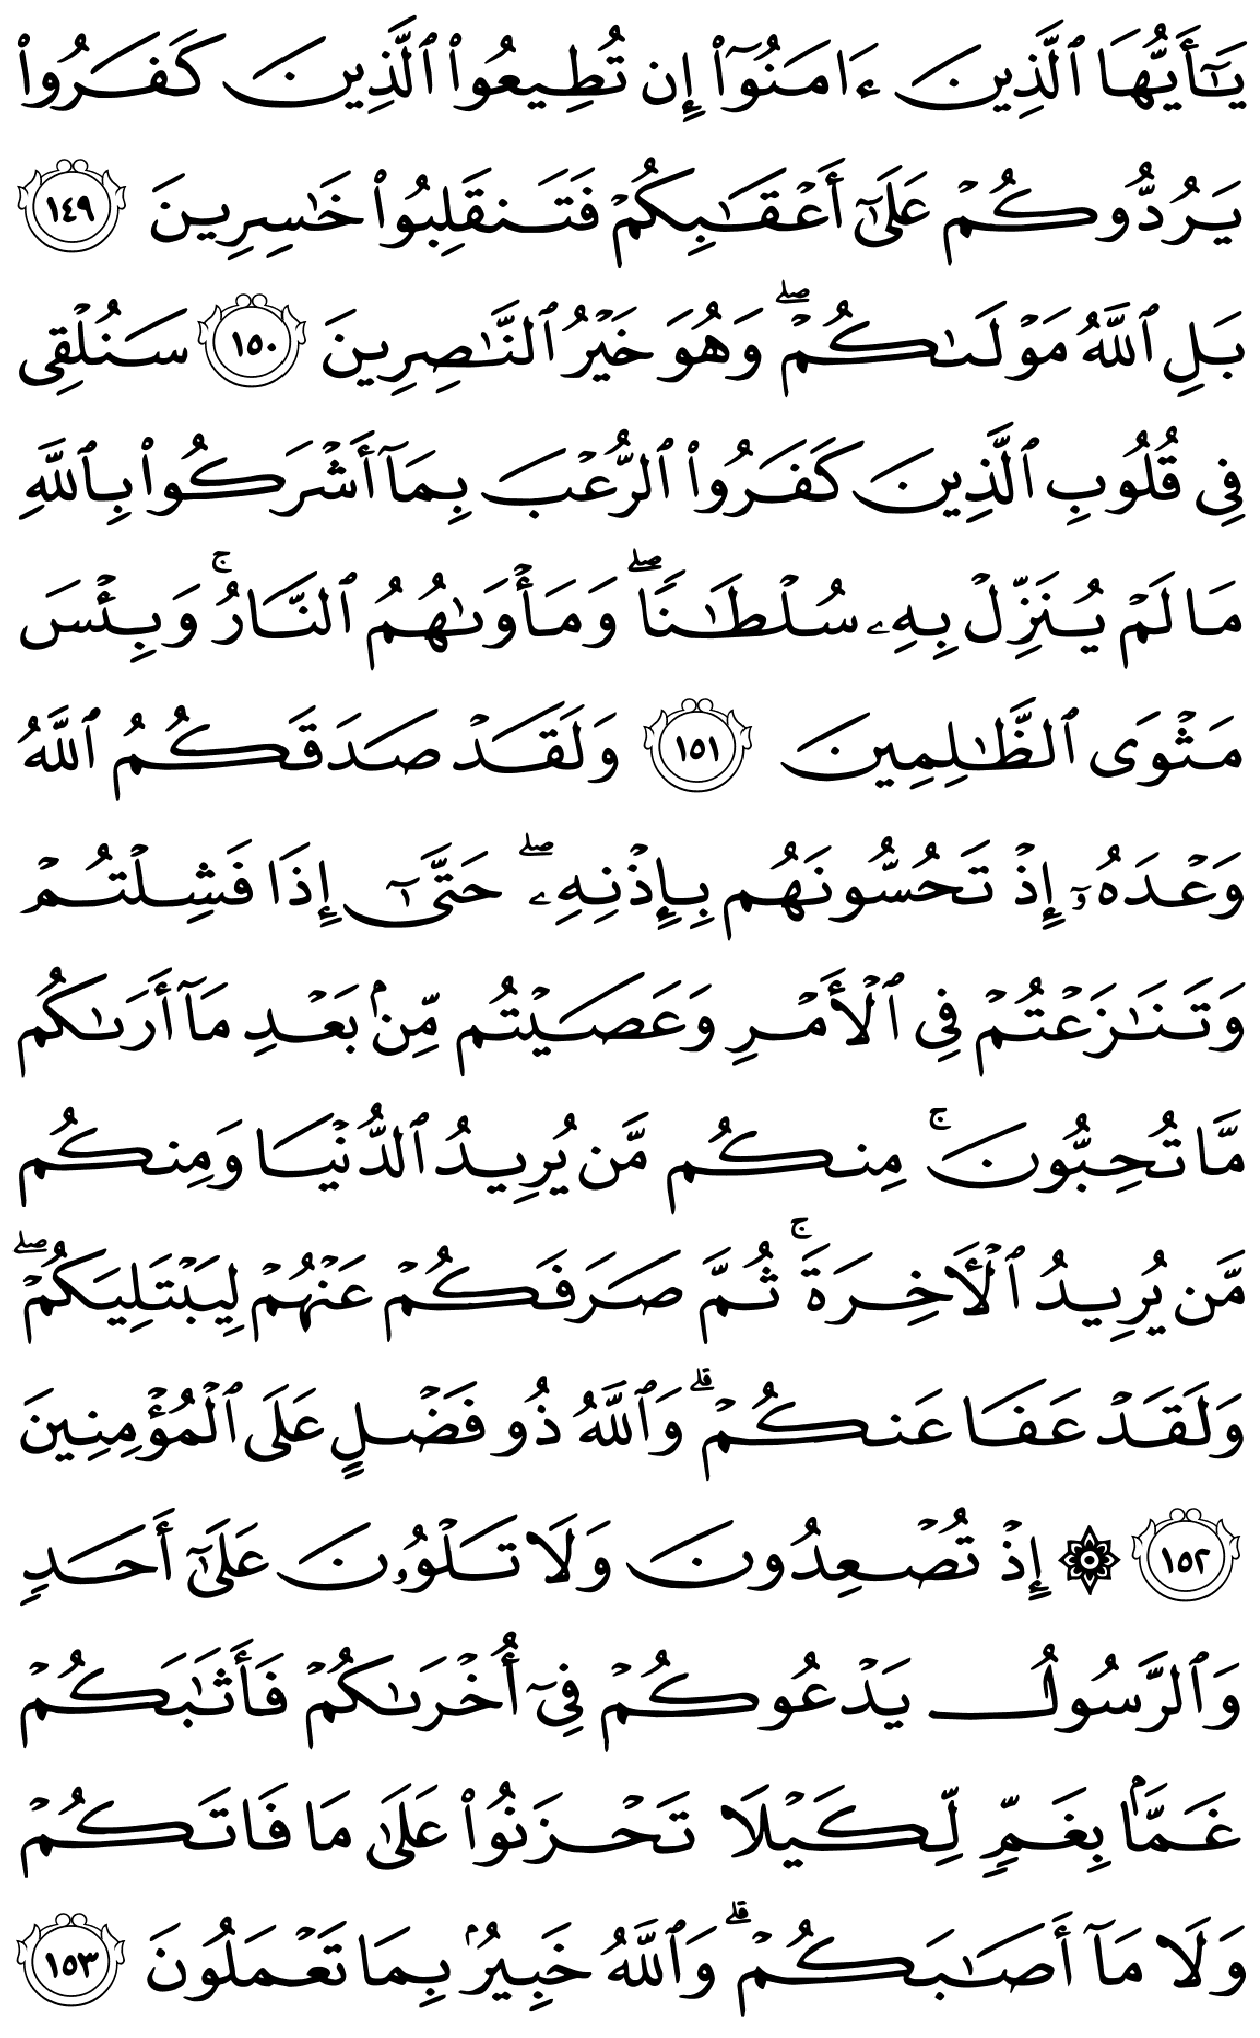 يَـٰٓأَيُّهَا ٱلَّذِينَ ءَامَنُوٓا۟ إِن تُطِيعُوا۟ ٱلَّذِينَ كَفَرُوا۟
يَرُدُّوكُمْ عَلَىٰٓ أَعْقَـٰبِكُمْ فَتَنقَلِبُوا۟ خَـٰسِرِينَ ١٤٩
بَلِ ٱللَّهُ مَوْلَىٰكُمْ ۖ وَهُوَ خَيْرُ ٱلنَّـٰصِرِينَ ١٥٠ سَنُلْقِى
فِى قُلُوبِ ٱلَّذِينَ كَفَرُوا۟ ٱلرُّعْبَ بِمَآ أَشْرَكُوا۟ بِٱللَّهِ
مَا لَمْ يُنَزِّلْ بِهِۦ سُلْطَـٰنًا ۖ وَمَأْوَىٰهُمُ ٱلنَّارُ ۚ وَبِئْسَ
مَثْوَى ٱلظَّـٰلِمِينَ ١٥١ وَلَقَدْ صَدَقَكُمُ ٱللَّهُ
وَعْدَهُۥٓ إِذْ تَحُسُّونَهُم بِإِذْنِهِۦ ۖ حَتَّىٰٓ إِذَا فَشِلْتُمْ
وَتَنَـٰزَعْتُمْ فِى ٱلْأَمْرِ وَعَصَيْتُم مِّنۢ بَعْدِ مَآ أَرَىٰكُم
مَّا تُحِبُّونَ ۚ مِنكُم مَّن يُرِيدُ ٱلدُّنْيَا وَمِنكُم
مَّن يُرِيدُ ٱلْـَٔاخِرَةَ ۚ ثُمَّ صَرَفَكُمْ عَنْهُمْ لِيَبْتَلِيَكُمْ ۖ
وَلَقَدْ عَفَا عَنكُمْ ۗ وَٱللَّهُ ذُو فَضْلٍ عَلَى ٱلْمُؤْمِنِينَ
١٥٢ ۞ إِذْ تُصْعِدُونَ وَلَا تَلْوُۥنَ عَلَىٰٓ أَحَدٍ
وَٱلرَّسُولُ يَدْعُوكُمْ فِىٓ أُخْرَىٰكُمْ فَأَثَـٰبَكُمْ
غَمًّۢا بِغَمٍّ لِّكَيْلَا تَحْزَنُوا۟ عَلَىٰ مَا فَاتَكُمْ
وَلَا مَآ أَصَـٰبَكُمْ ۗ وَٱللَّهُ خَبِيرٌۢ بِمَا تَعْمَلُونَ ١٥٣